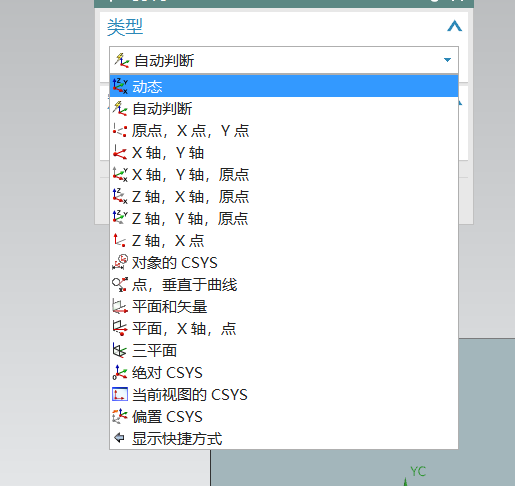 类型
自动判断
动态
自动判断
原点，X 点，Y 点
X 轴，Y 轴
X 轴，Y 轴，原点
Z 轴，X 轴，原点
Z 轴，Y 轴，原点
Z 轴，X 点
对象的 CSYS
点，垂直于曲线
平面和矢量
平面，X 轴，点
三平面
绝对 CSYS
当前视图的 CSYS
偏置 CSYS
显示快捷方式
YC